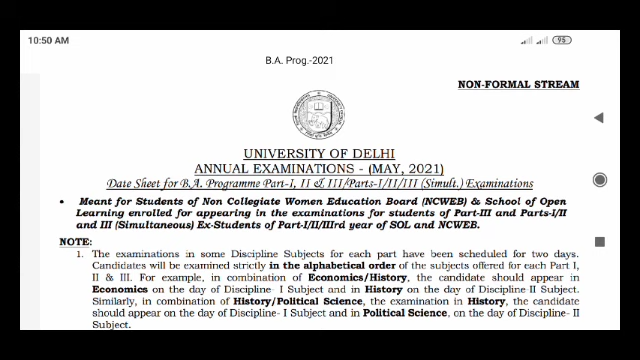 10:50 AM
95
B.A. Prog.-2021
NON-FORMAL STREAM
UNIVERSITY OF DELHI
ANNUAL EXAMINATIONS - (MAY, 2021)
Date Sheet for B.A. Programme Part-I, II & III/Parts-I/II/III (Simult.) Examinations
• Meant for Students of Non Collegiate Women Education Board (NCWEB) & School of Open
Learning enrolled for appearing in the examinations for students of Part-III and Parts-I/II
and III (Simultaneous) Ex-Students of Part-I/II/IIIrd year of SOL and NCWEB.
NOTE:
1. The examinations in some Discipline Subjects for each part have been scheduled for two days.
Candidates will be examined strictly in the alphabetical order of the subjects offered for each Part I,
II & III. For example, in combination of Economics/History, the candidate should appear in
Economics on the day of Discipline- I Subject and in History on the day of Discipline-II Subject.
Similarly, in combination of History/Political Science, the examination in History, the candidate
should appear on the day of Discipline- I Subject and in Political Science, on the day of Discipline- II
Subject.